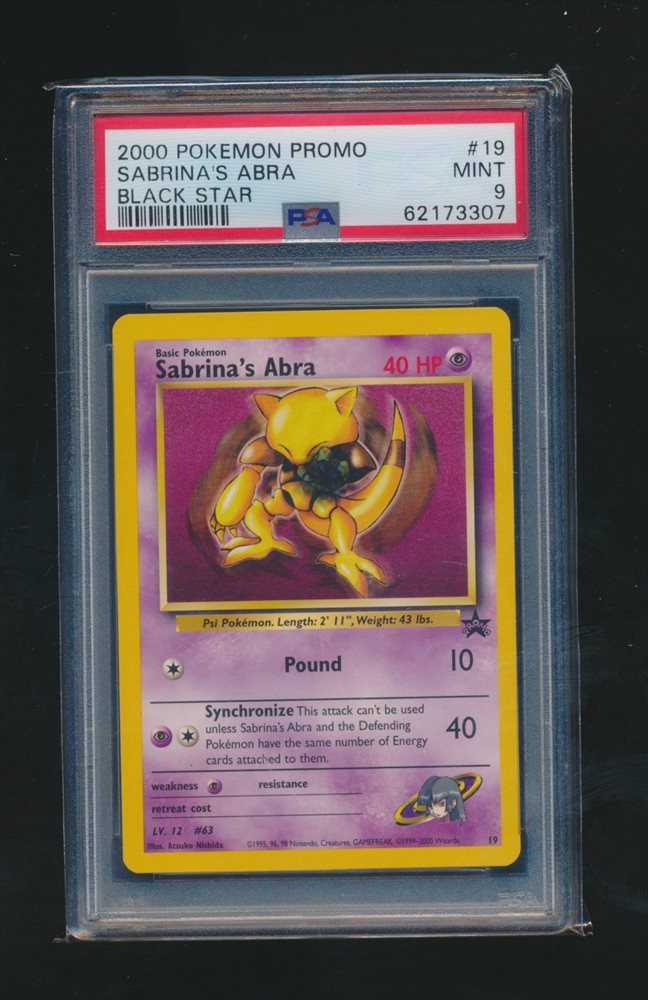 2000 POKEMON PROMO #19
SABRINA'S ABRA MINT
BLACK STAR 9
PSA 62173307
Basic Pokémon
Sabrina's Abra 40 HP
Psi Pokémon. Length: 2' 11", Weight: 43 lbs.
PROMO
Pound 10
Synchronize This attack can't be used
unless Sabrina's Abra and the Defending
Pokémon have the same number of Energy
cards attached to them.
40
weakness resistance
retreat cost
LV. 12 #63
Illus. Atsuko Nishida ©1995, 96, 98 Nintendo, Creatures, GAMEFREAK. ©1999-2000 Wizards. 19